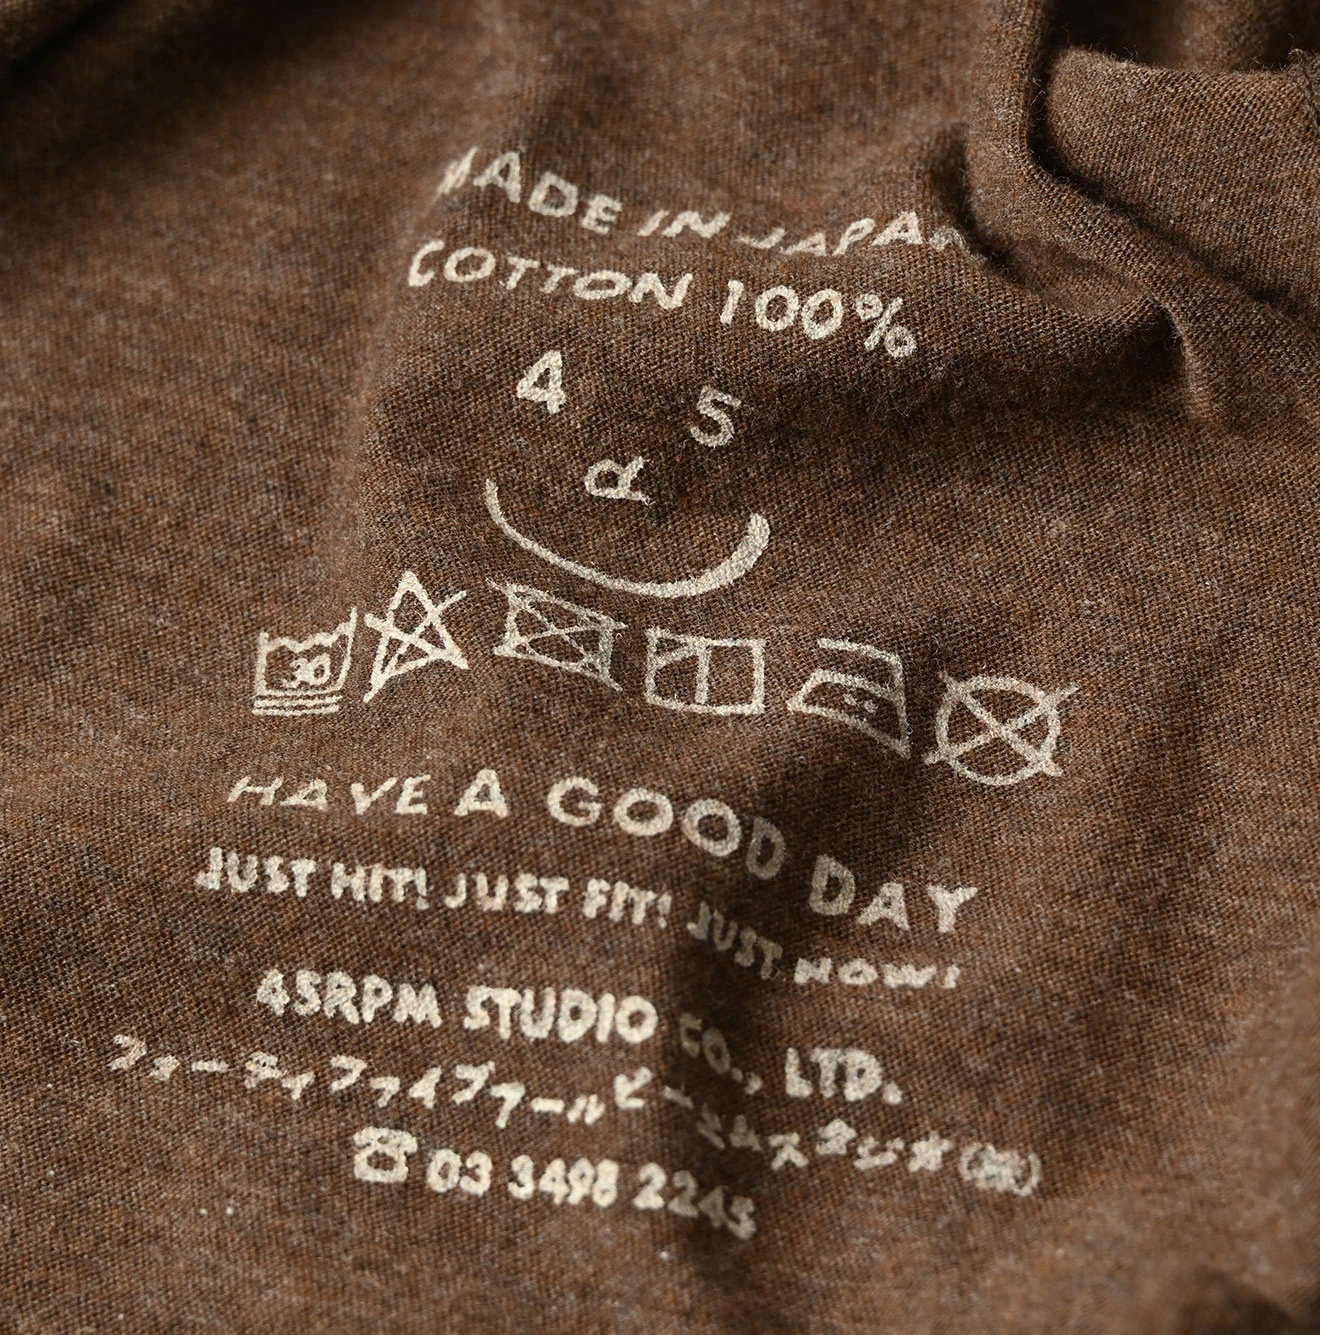 MADE IN JAPAN
COTTON 100%
4 5
R
30
HAVE A GOOD DAY
JUST HIT! JUST FIT! JUST NOW!
45RPM STUDIO CO., LTD.
フォーティファイブアールピーエムスタジオ(株)
☎03 3498 2245